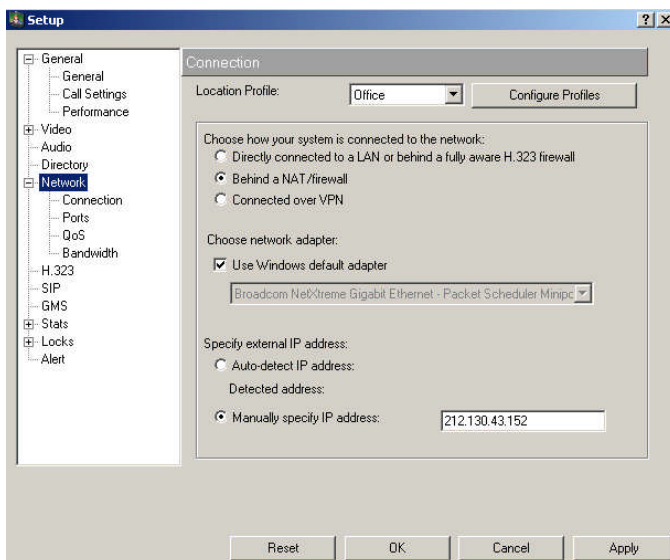 Setup
General
General
Call Settings
Performance
Video
Audio
Directory
Network
Connection
Ports
QoS
Bandwidth
H.323
SIP
GMS
Stats
Locks
Alert
Connection
Location Profile:
Office
Configure Profiles
Choose how your system is connected to the network:
Directly connected to a LAN or behind a fully aware H.323 firewall
Behind a NAT/firewall
Connected over VPN
Choose network adapter:
Use Windows default adapter
Broadcom NetXtreme Gigabit Ethernet - Packet Scheduler Minipc
Specify external IP address:
Auto-detect IP address:
Detected address:
Manually specify IP address:
212.130.43.152
Reset
OK
Cancel
Apply